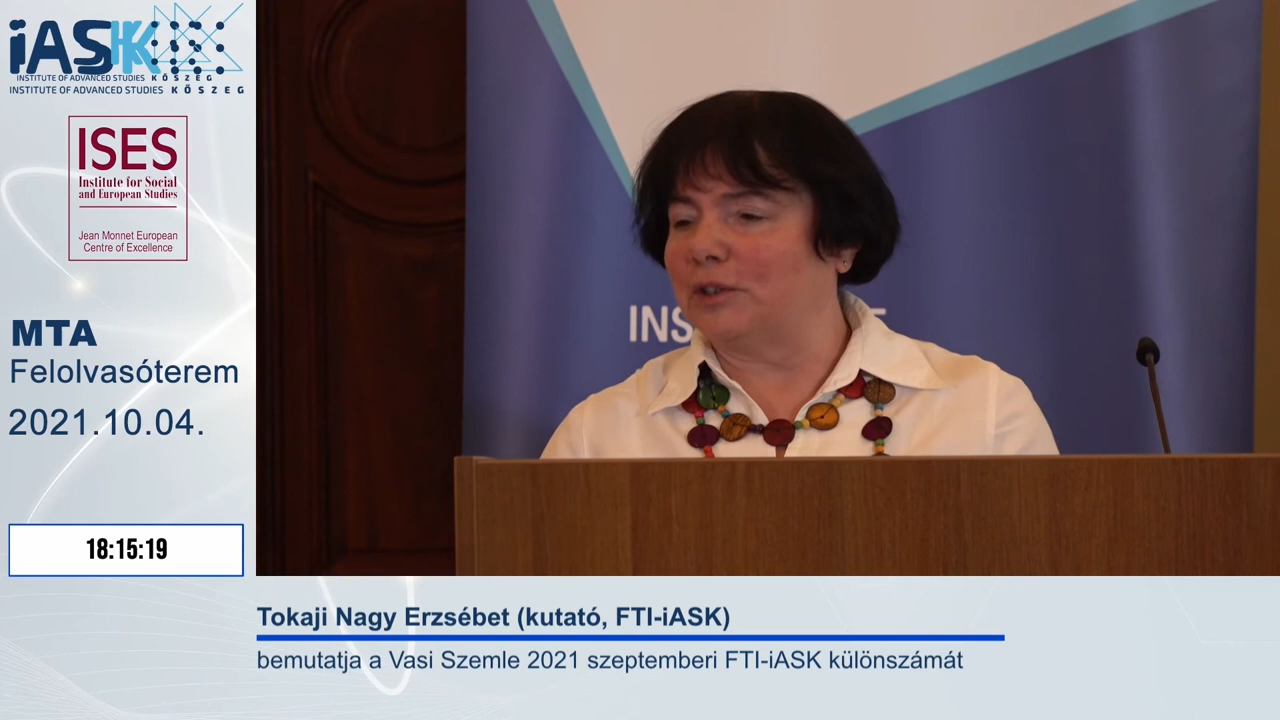 iASK
INSTITUTE OF ADVANCED STUDIES KŐSZEG
INSTITUTE OF ADVANCED STUDIES KŐSZEG
ISES
Institute for Social
and European Studies
Jean Monnet European
Centre of Excellence
MTA
Felolvasóterem
2021.10.04.
18:15:19
Tokaji Nagy Erzsébet (kutató, FTI-iASK)
bemutatja a Vasi Szemle 2021 szeptemberi FTI-iASK különszámát